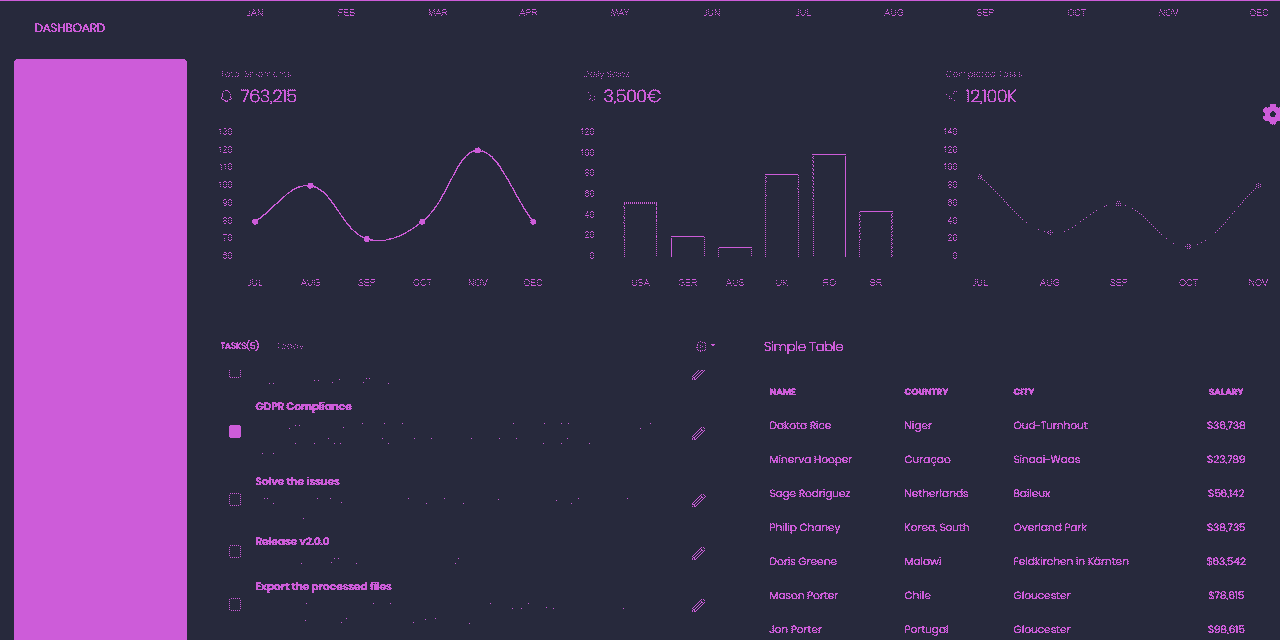 JAN FEB MAR APR MAY JUN JUL AUG SEP OCT NOV DEC
DASHBOARD
Total Shipments Daily Sales Completed Tasks
763,215 3,500€ 12,100K
130 120 110 100 90 80 70 60
JUL AUG SEP OCT NOV DEC
120 100 80 60 40 20 0
USA GER AUS UK RO BR
140 120 100 80 60 40 20 0
JUL AUG SEP OCT NOV
TASKS(5) Today
GDPR Compliance
Solve the issues
Release v2.0.0
Export the processed files
Simple Table
NAME COUNTRY CITY SALARY
Dakota Rice Niger Oud-Turnhout $36,738
Minerva Hooper Curaçao Sinaai-Waas $23,789
Sage Rodriguez Netherlands Baileux $56,142
Philip Chaney Korea, South Overland Park $38,735
Doris Greene Malawi Feldkirchen in Kärnten $63,542
Mason Porter Chile Gloucester $78,615
Jon Porter Portugal Gloucester $98,615